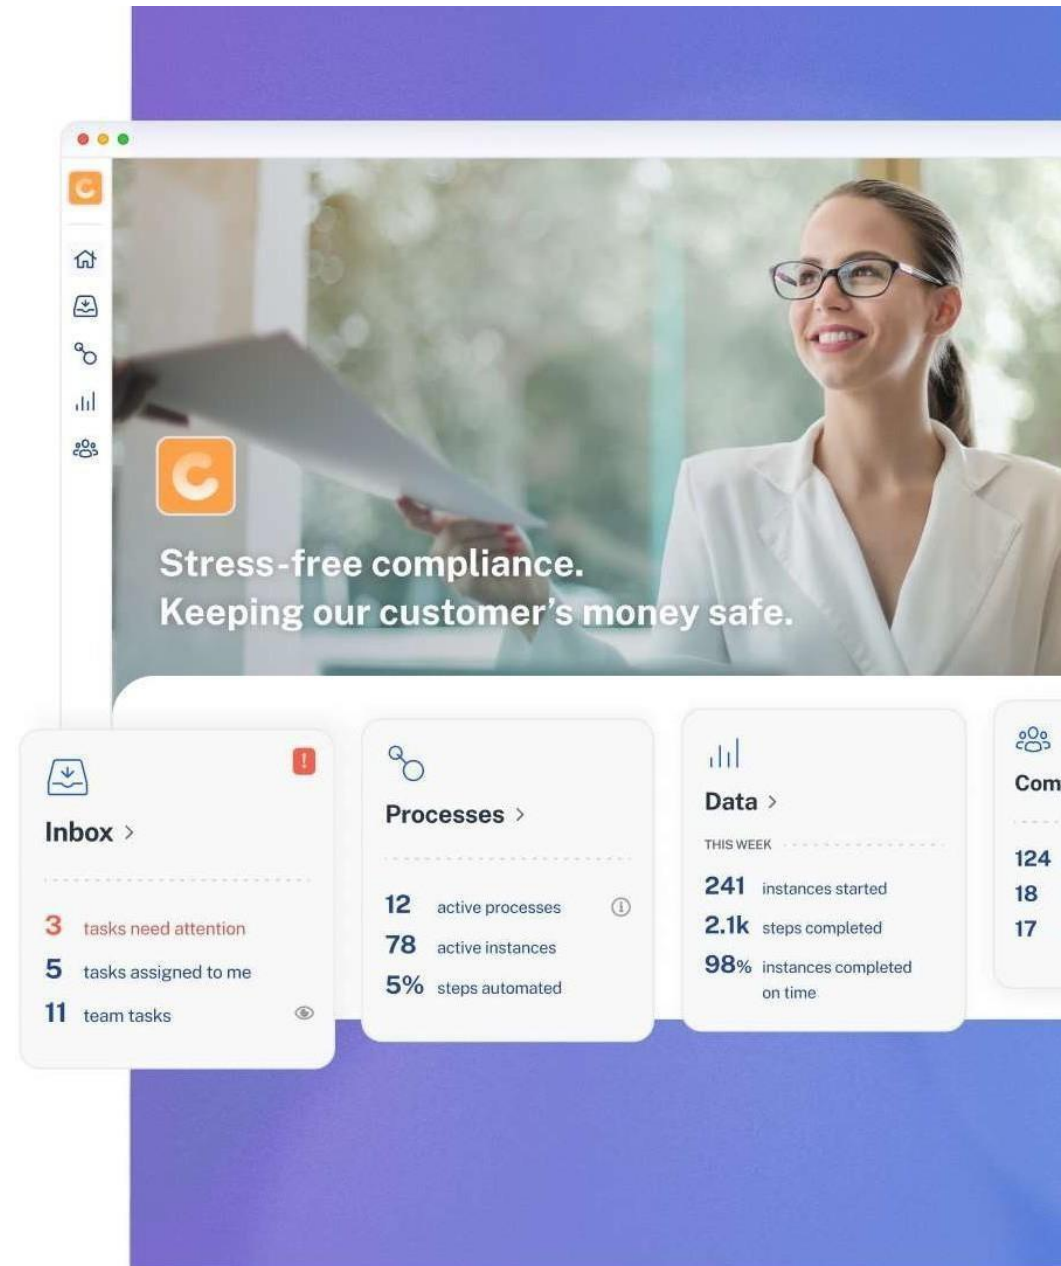 C
C
Stress-free compliance.
Keeping our customer’s money safe.
!
Inbox >
3 tasks need attention
5 tasks assigned to me
11 team tasks
Processes >
12 active processes
78 active instances
5% steps automated
Data >
THIS WEEK
241 instances started
2.1k steps completed
98% instances completed
on time
Com
124
18
17